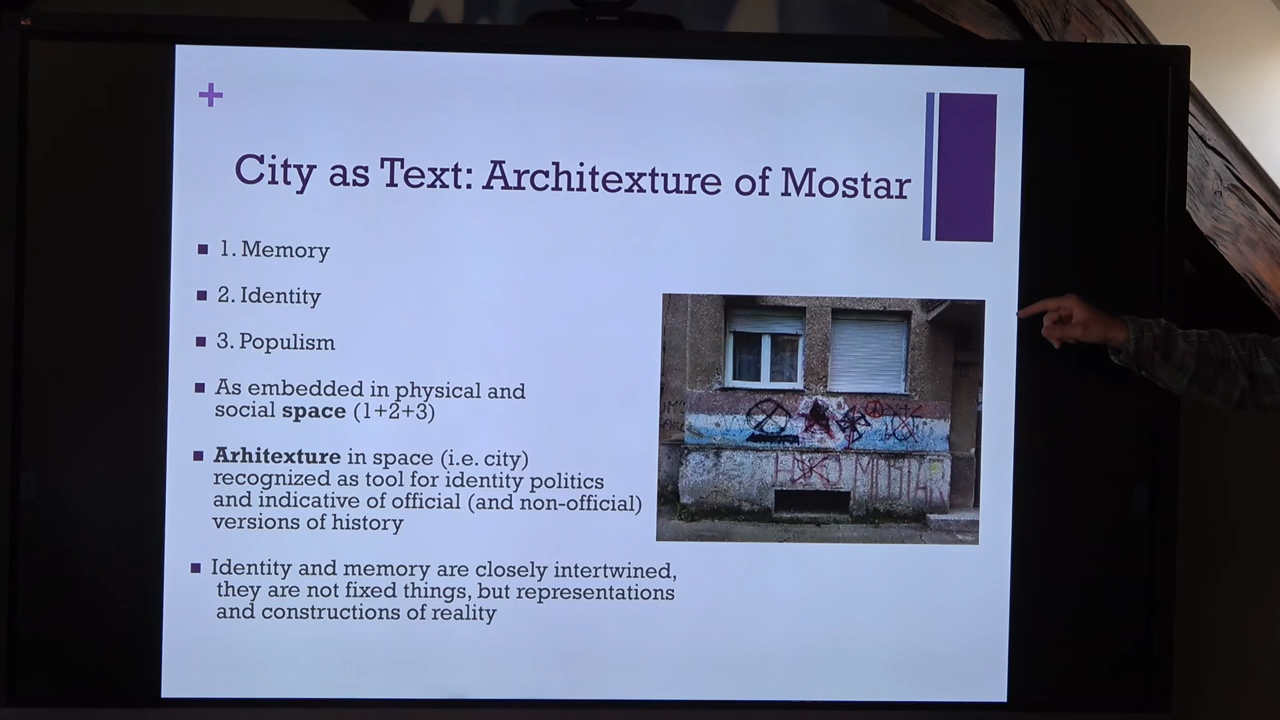 +
City as Text: Architexture of Mostar
■ 1. Memory
■ 2. Identity
■ 3. Populism
■ As embedded in physical and
social space (1+2+3)
■ Arhitexture in space (i.e. city)
recognized as tool for identity politics
and indicative of official (and non-official)
versions of history
■ Identity and memory are closely intertwined,
they are not fixed things, but representations
and constructions of reality
MOSTAR